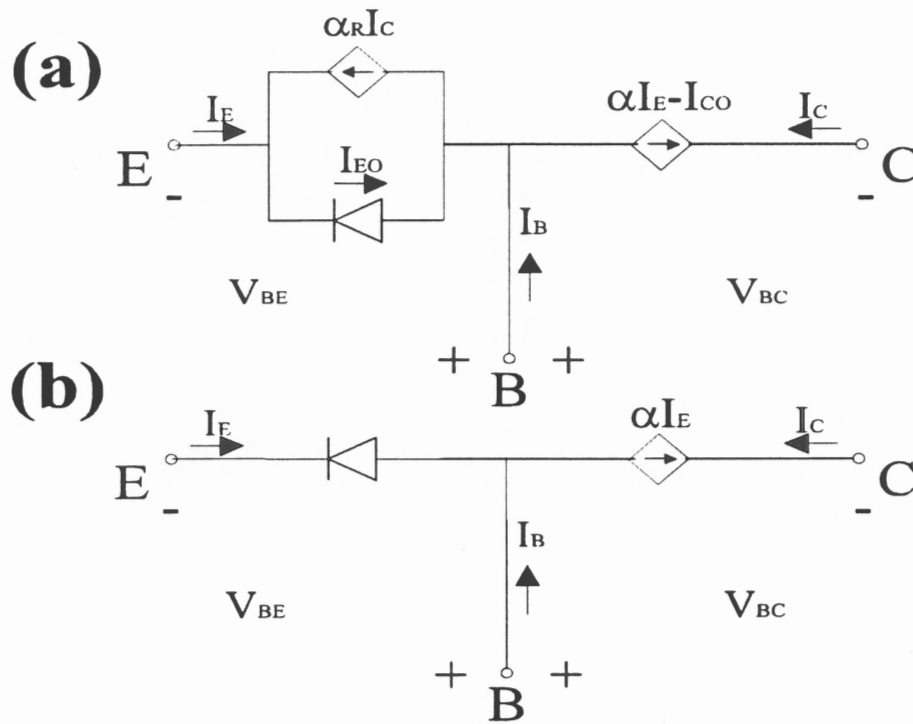 (a)
αRIC
IE
αIE-ICO
IC
E
IEO
C
-
-
IB
VBE
VBC
+ B +
(b)
IE
αIE
IC
E
C
-
-
IB
VBE
VBC
+ B +